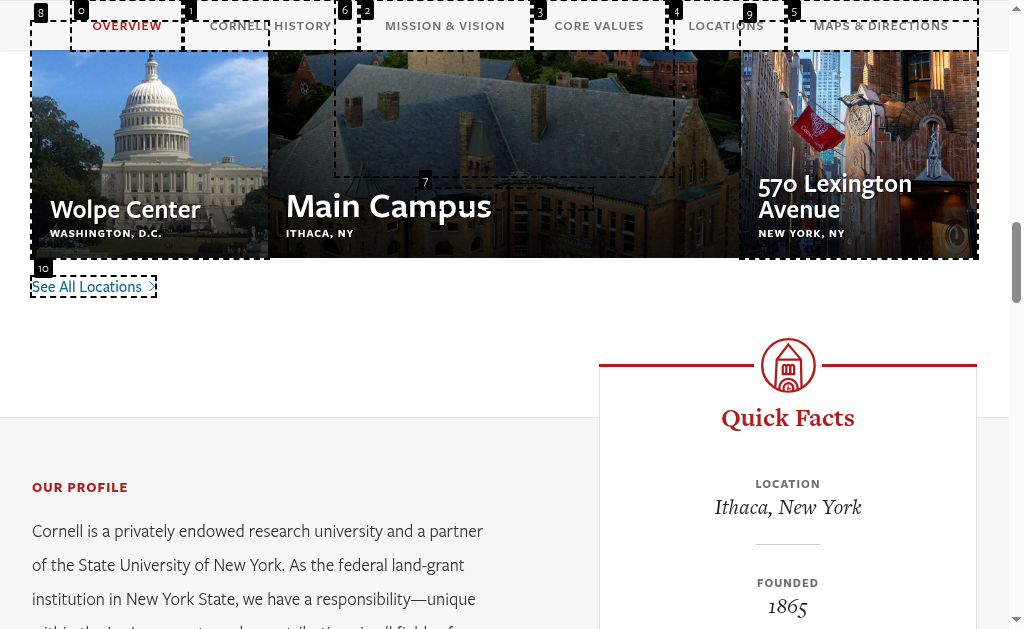 8
0
OVERVIEW
1
CORNELL HISTORY
6
2
MISSION & VISION
3
CORE VALUES
4
LOCATIONS
9
5
MAPS & DIRECTIONS
Wolpe Center
WASHINGTON, D.C.
7
Main Campus
ITHACA, NY
570 Lexington
Avenue
NEW YORK, NY
10
See All Locations
Quick Facts
LOCATION
Ithaca, New York
FOUNDED
1865
OUR PROFILE
Cornell is a privately endowed research university and a partner
of the State University of New York. As the federal land-grant
institution in New York State, we have a responsibility—unique